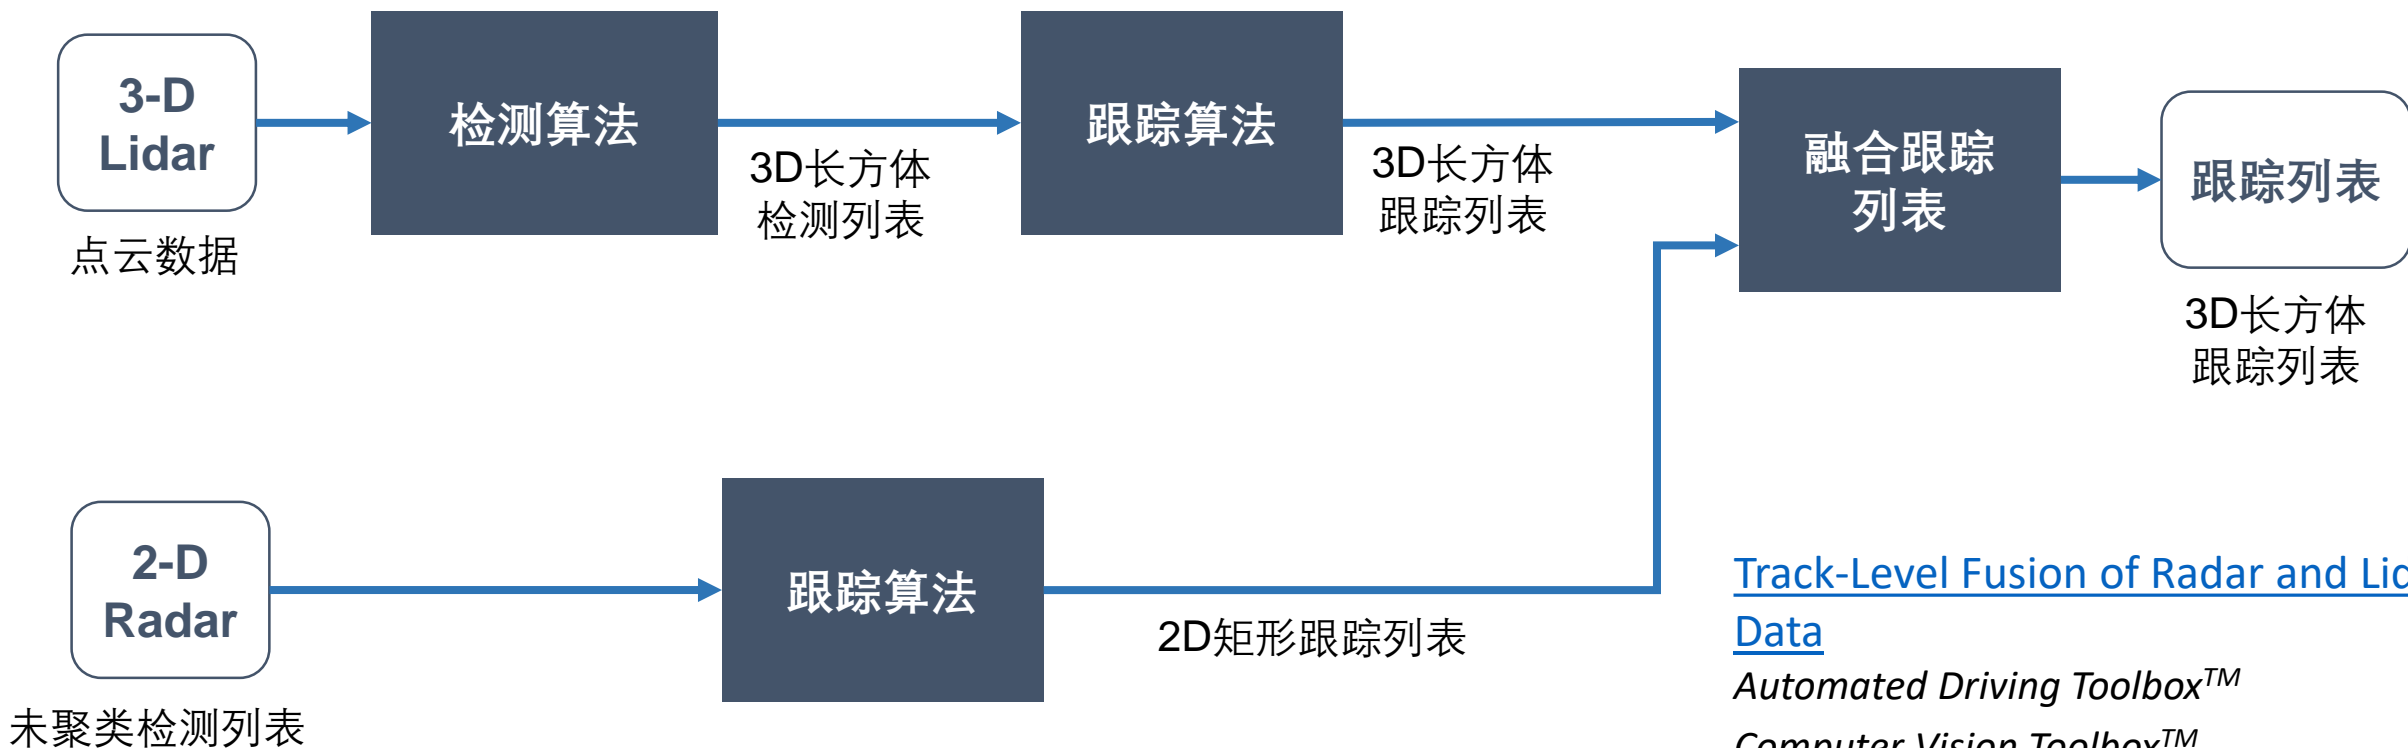 3-D
Lidar
点云数据
检测算法
3D长方体
检测列表
跟踪算法
3D长方体
跟踪列表
融合跟踪
列表
跟踪列表
3D长方体
跟踪列表
2-D
Radar
未聚类检测列表
跟踪算法
2D矩形跟踪列表
Track-Level Fusion of Radar and Lid
Data
Automated Driving Toolbox™
Computer Vision Toolbox™